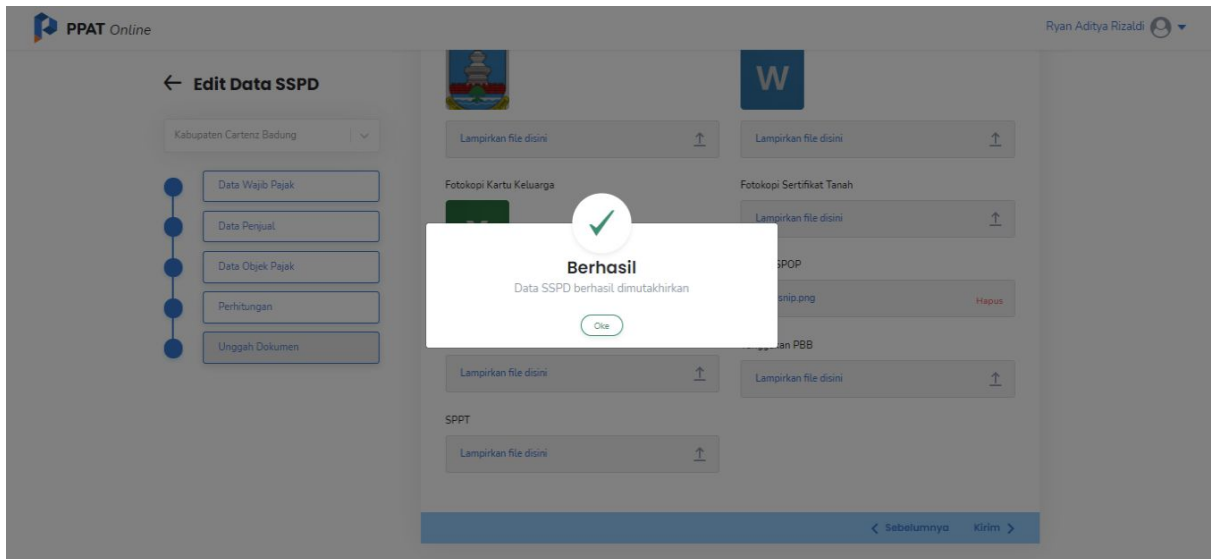 PPAT Online
Ryan Aditya Rizaldi
Edit Data SSPD
Kabupaten Cartenz Badung
Data Wajib Pajak
Data Penjual
Data Objek Pajak
Perhitungan
Unggah Dokumen
W
Lampirkan file disini
Lampirkan file disini
Fotokopi Kartu Keluarga
Fotokopi Sertifikat Tanah
Lampirkan file disini
SPOP
snip.png
Hapus
Berhasil
Data SSPD berhasil dimutakhirkan
Oke
PBB
Lampirkan file disini
Lampirkan file disini
SPPT
Lampirkan file disini
Sebelumnya
Kirim